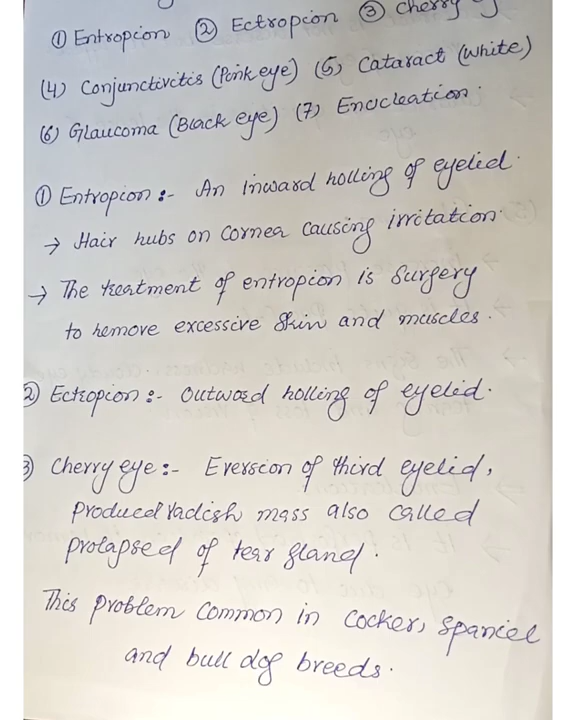 ① Entropion ② Ectropion ③ Cherry
(4) Conjunctivitis (Pink eye) (5) Cataract (White)
(6) Glaucoma (Black eye) (7) Enucleation.
① Entropion :- An inward rolling of eyelid.
→ Hair rubs on cornea causing irritation.
→ The treatment of entropion is surgery
to remove excessive skin and muscles.
2) Ectropion :- outward rolling of eyelid.
3) Cherry eye :- Eversion of third eyelid,
produced radish mass also called
prolapsed of tear gland.
This problem common in cocker, spaniel
and bull dog breeds.